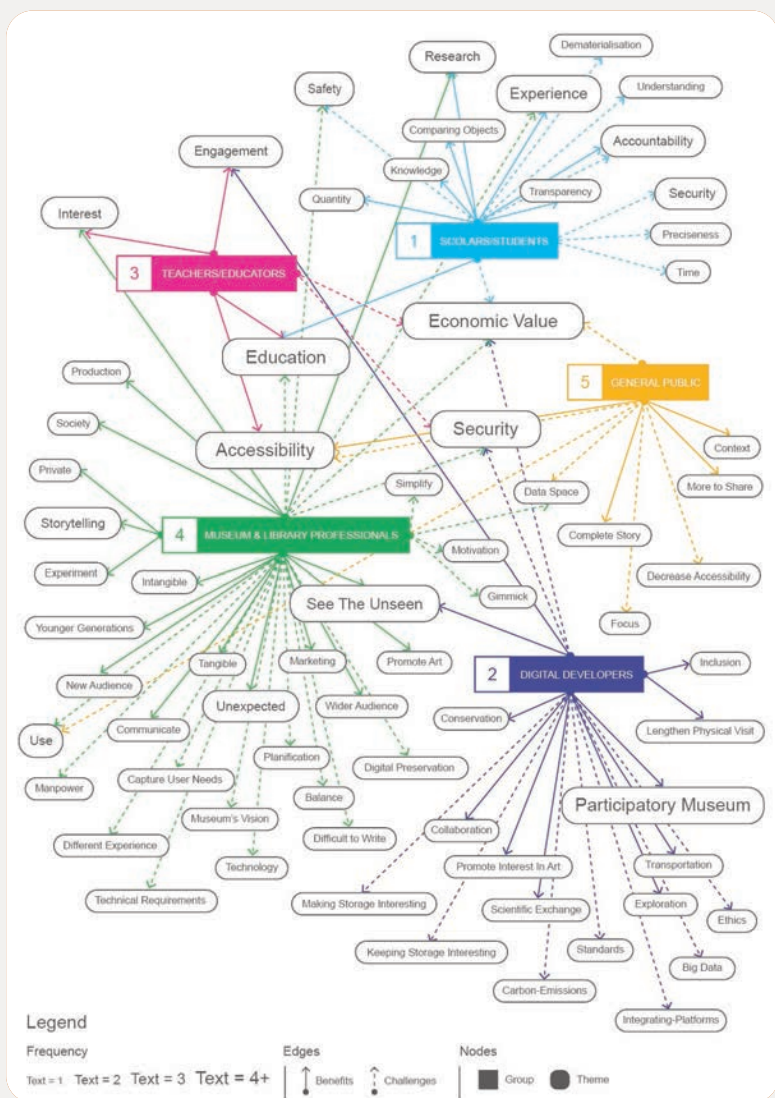 Research
Dematerialisation
Safety
Experience
Understanding
Comparing Objects
Accountability
Engagement
Knowledge
Transparency
Security
Quantity
Interest
1 SCOLARS/STUDENTS
Preciseness
3 TEACHERS/EDUCATORS
Time
Economic Value
Education
Production
5 GENERAL PUBLIC
Society
Security
Accessibility
Context
Private
Simplify
Data Space
More to Share
Storytelling
4 MUSEUM & LIBRARY PROFESSIONALS
Complete Story
Motivation
Experiment
Intangible
Decrease Accessibility
Gimmick
See The Unseen
Younger Generations
Focus
Tangible
Marketing
Promote Art
Inclusion
2 DIGITAL DEVELOPERS
New Audience
Unexpected
Wider Audience
Conservation
Lengthen Physical Visit
Communicate
Use
Planification
Digital Preservation
Capture User Needs
Manpower
Balance
Participatory Museum
Museum's Vision
Collaboration
Different Experience
Difficult to Write
Technology
Promote Interest In Art
Transportation
Technical Requirements
Making Storage Interesting
Scientific Exchange
Exploration
Ethics
Keeping Storage Interesting
Standards
Big Data
Carbon-Emissions
Integrating-Platforms
Legend
Frequency
Edges
Nodes
Text = 1 Text = 2 Text = 3 Text = 4+
Benefits
Challenges
Group
Theme